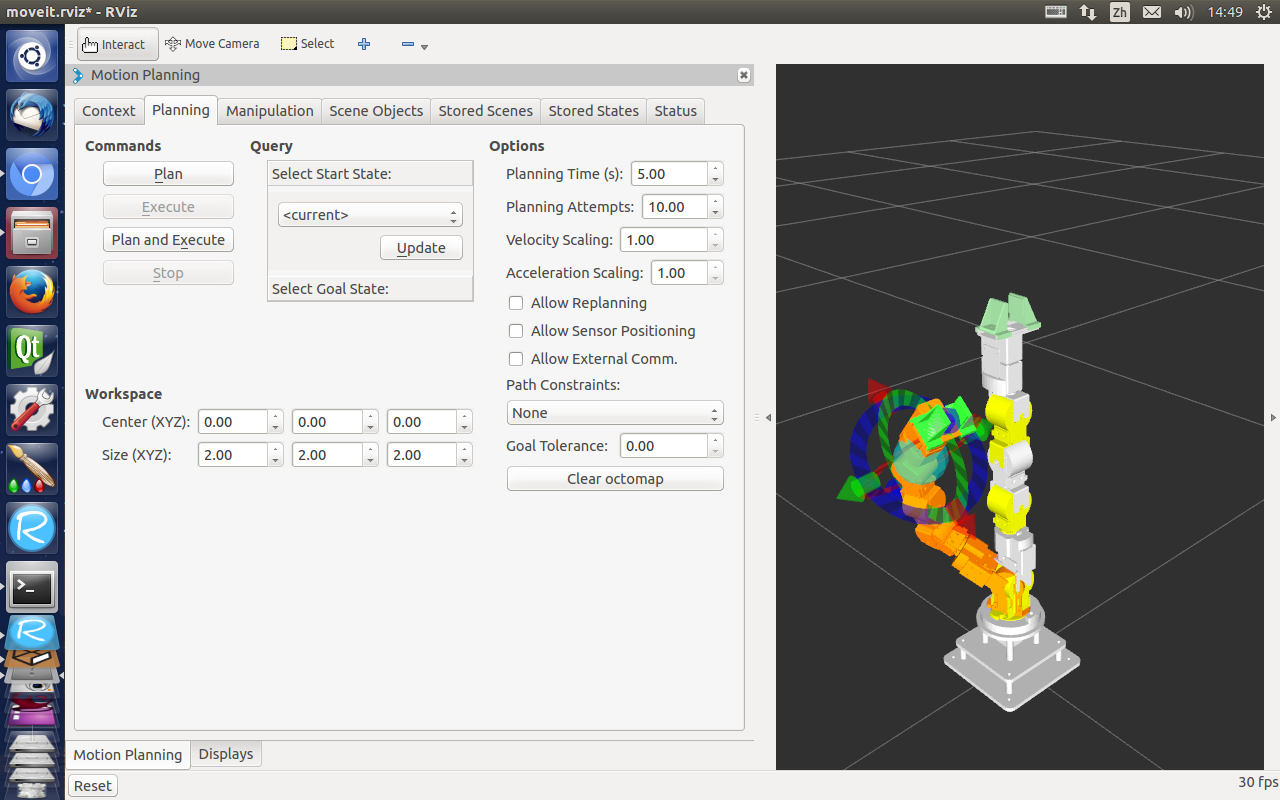 moveit.rviz* - RViz
Zh
14:49
Interact
Move Camera
Select
Motion Planning
Context
Planning
Manipulation
Scene Objects
Stored Scenes
Stored States
Status
Commands
Query
Options
Plan
Select Start State:
Planning Time (s):
5.00
Execute
<current>
Planning Attempts:
10.00
Plan and Execute
Update
Velocity Scaling:
1.00
Stop
Acceleration Scaling:
1.00
Select Goal State:
Allow Replanning
Allow Sensor Positioning
Allow External Comm.
Path Constraints:
Workspace
None
Center (XYZ):
0.00
0.00
0.00
Goal Tolerance:
0.00
Size (XYZ):
2.00
2.00
2.00
Clear octomap
Qt
R
>_
R
Motion Planning
Displays
Reset
30 fps